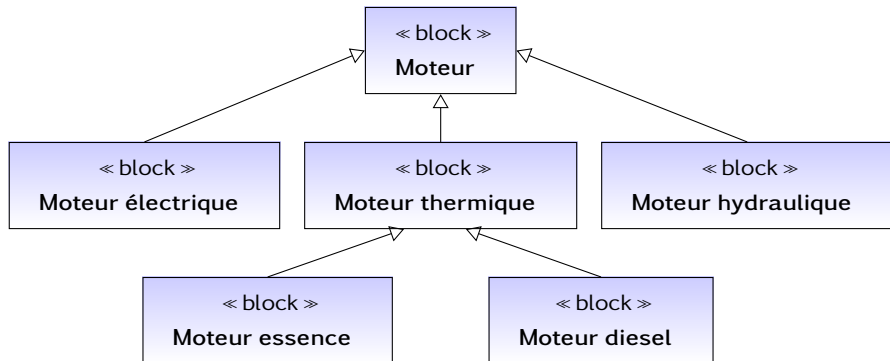 ≪ block ≫
Moteur
≪ block ≫
Moteur électrique
≪ block ≫
Moteur thermique
≪ block ≫
Moteur hydraulique
≪ block ≫
Moteur essence
≪ block ≫
Moteur diesel